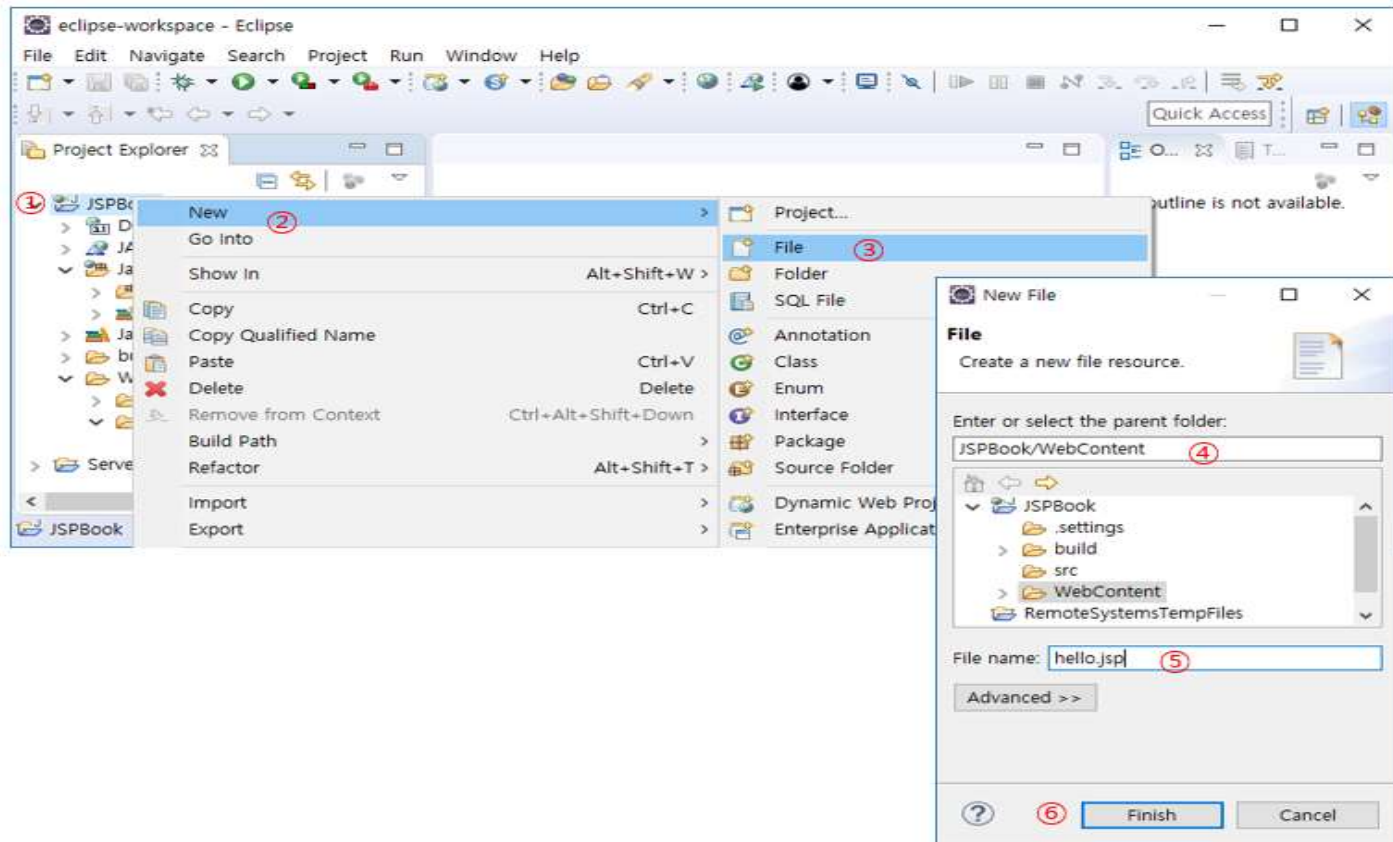 eclipse-workspace - Eclipse
File Edit Navigate Search Project Run Window Help
Quick Access
Project Explorer
O...
T...
① JSPBo
New ②
Go Into
Show In Alt+Shift+W >
Copy Ctrl+C
Copy Qualified Name
Paste Ctrl+V
Delete Delete
Remove from Context Ctrl+Alt+Shift+Down
Build Path >
Refactor Alt+Shift+T >
Import >
Export >
D
JA
Ja
Ja
bu
W
Serve
JSPBook
Project...
File ③
Folder
SQL File
Annotation
Class
Enum
Interface
Package
Source Folder
Dynamic Web Proj
Enterprise Applicat
utline is not available.
New File
File
Create a new file resource.
Enter or select the parent folder:
JSPBook/WebContent ④
JSPBook
.settings
build
src
WebContent
RemoteSystemsTempFiles
File name: hello.jsp ⑤
Advanced >>
? ⑥ Finish Cancel